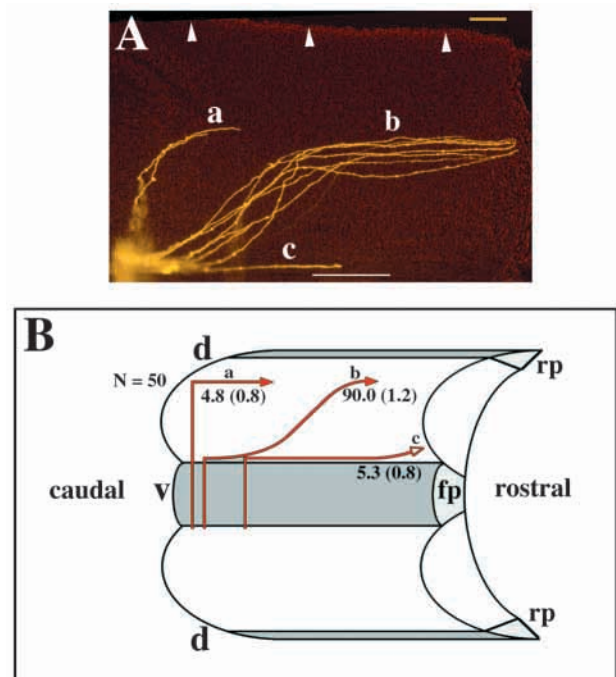 A
a
b
c
B
d
N = 50
a
4.8 (0.8)
b
90.0 (1.2)
c
5.3 (0.8)
rp
caudal
v
fp
rostral
d
rp